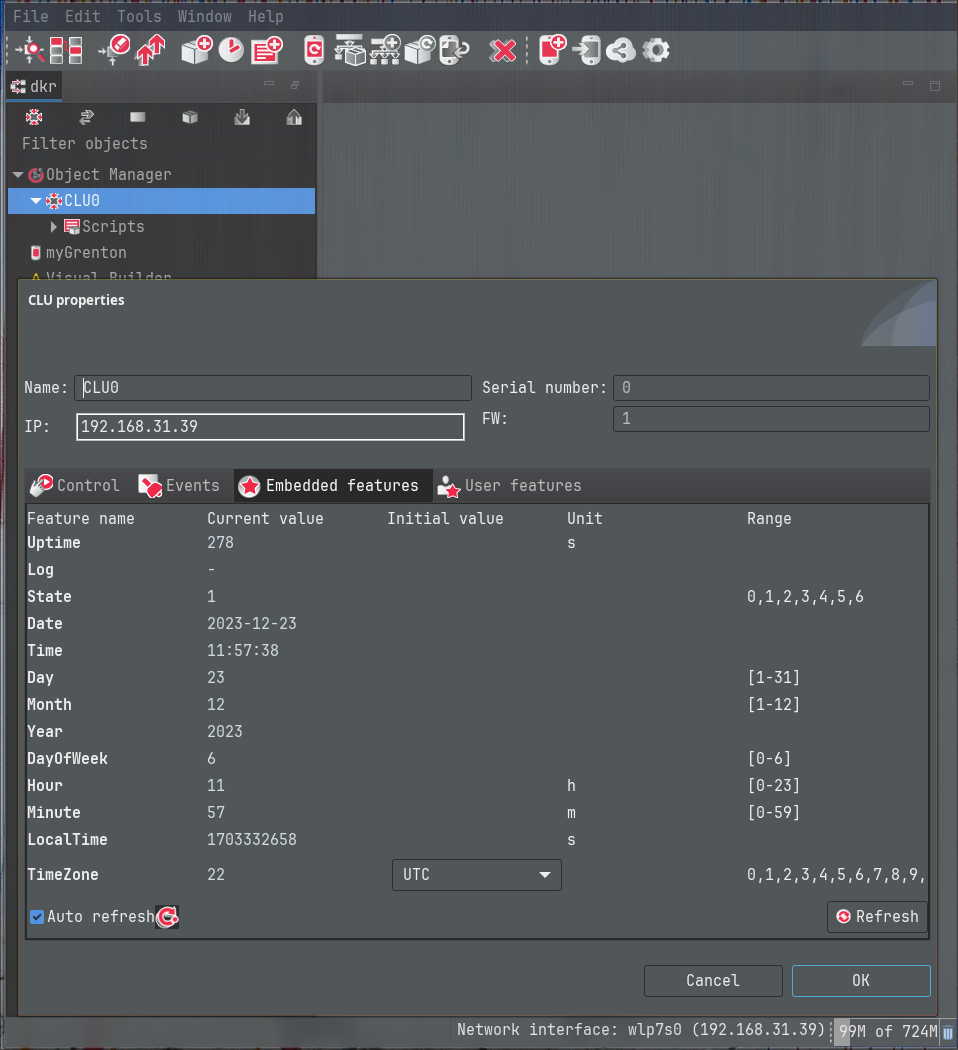 File Edit Tools Window Help
dkr
Filter objects
Object Manager
CLU0
Scripts
myGrenton
Visual Builder
CLU properties
Name: CLU0 Serial number: 0
IP: 192.168.31.39 FW: 1
Control Events Embedded features User features
Feature name Current value Initial value Unit Range
Uptime 278 s
Log -
State 1 0,1,2,3,4,5,6
Date 2023-12-23
Time 11:57:38
Day 23 [1-31]
Month 12 [1-12]
Year 2023
DayOfWeek 6 [0-6]
Hour 11 h [0-23]
Minute 57 m [0-59]
LocalTime 1703332658 s
TimeZone 22 UTC 0,1,2,3,4,5,6,7,8,9,
Auto refresh Refresh
Cancel OK
Network interface: wlp7s0 (192.168.31.39) 99M of 724M